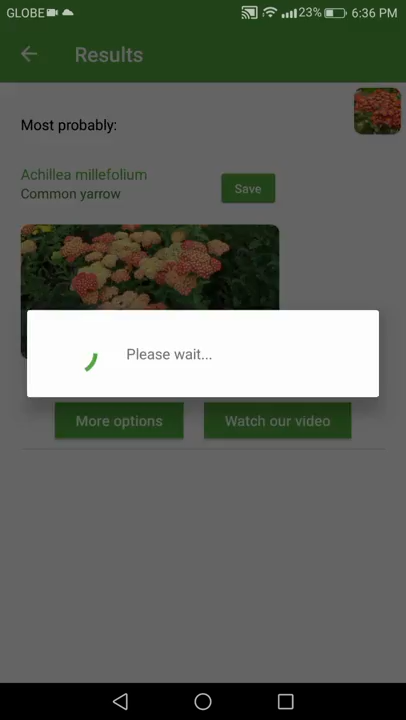 GLOBE 23% 6:36 PM
Results
Most probably:
Achillea millefolium
Common yarrow
Save
Please wait...
More options
Watch our video